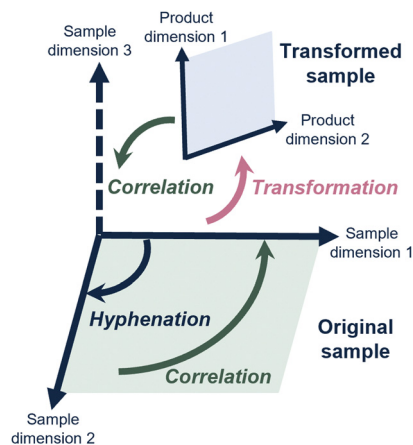 Sample
dimension 3
Product
dimension 1
Transformed
sample
Product
dimension 2
Correlation
Transformation
Sample
dimension 1
Hyphenation
Original
sample
Correlation
Sample
dimension 2